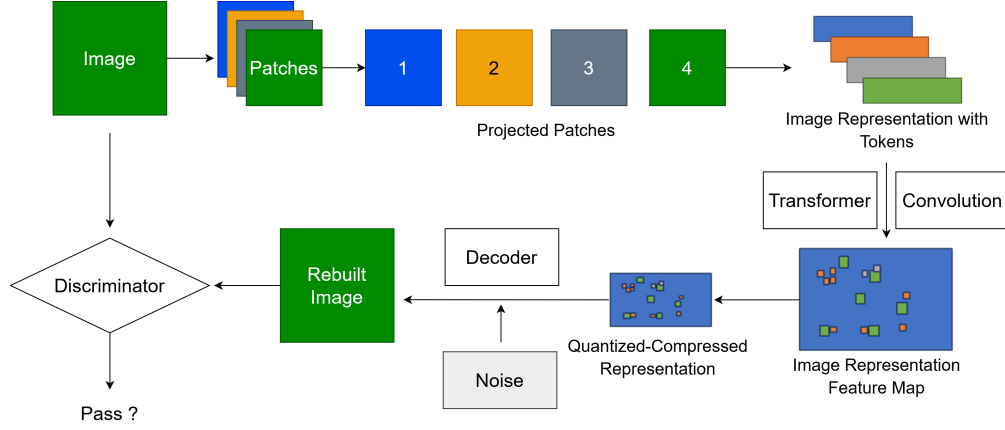 Image
Patches
1
2
3
4
Projected Patches
Image Representation with
Tokens
Transformer
Convolution
Discriminator
Rebuilt
Image
Decoder
Noise
Quantized-Compressed
Representation
Image Representation
Feature Map
Pass ?